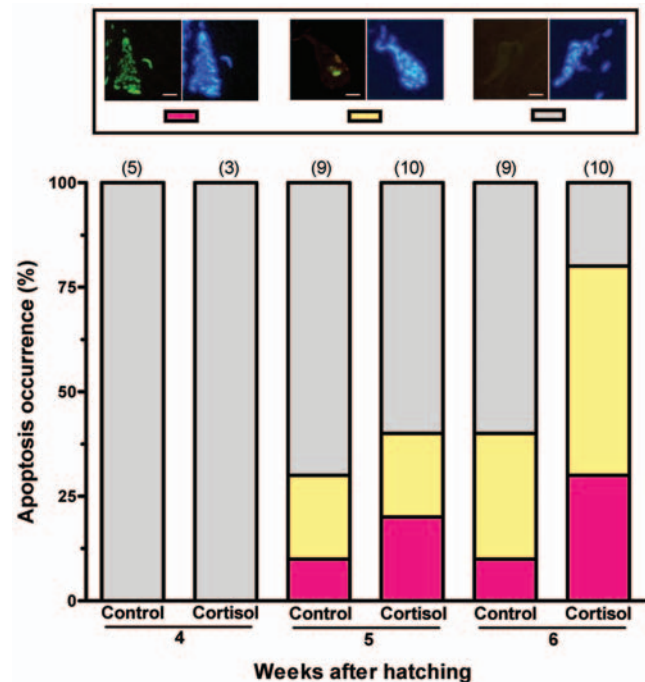 (5) (3) (9) (10) (9) (10)
100
75
50
25
0
Apoptosis occurrence (%)
Control Cortisol Control Cortisol Control Cortisol
4 5 6
Weeks after hatching